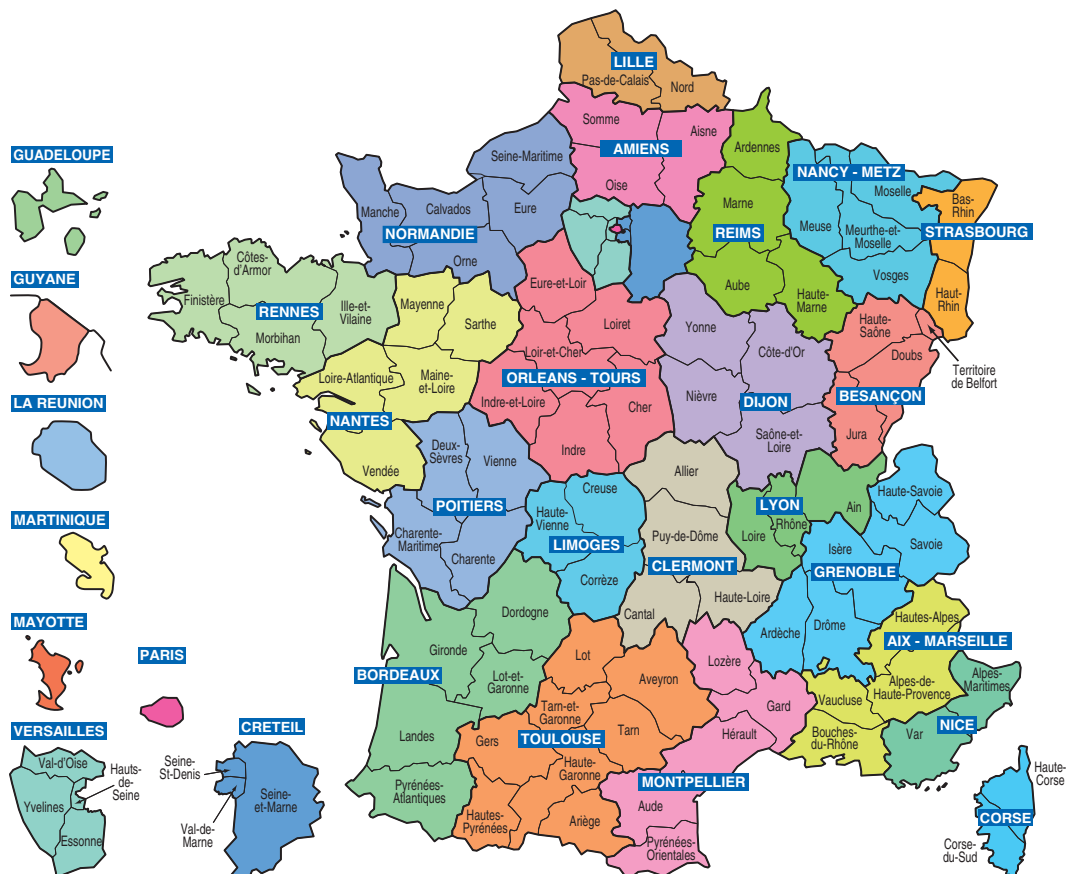 LILLE
Pas-de-Calais
Nord
Somme
Aisne
AMIENS
Oise
Ardennes
Seine-Maritime
Manche
Calvados
Eure
NORMANDIE
Orne
Marne
REIMS
Aube
Haute-
Marne
NANCY - METZ
Moselle
Meuse
Meurthe-et-
Moselle
Vosges
Bas-
Rhin
STRASBOURG
Haut-
Rhin
GUADELOUPE
GUYANE
LA REUNION
MARTINIQUE
MAYOTTE
PARIS
VERSAILLES
Val-d'Oise
Hauts-
de-
Seine
Yvelines
Essonne
CRETEIL
Seine-
St-Denis
Seine-
et-Marne
Val-de-
Marne
Côtes-
d'Armor
Finistère
RENNES
Ille-et-
Vilaine
Morbihan
Mayenne
Sarthe
Loire-Atlantique
Maine-
et-Loire
NANTES
Vendée
Eure-et-Loir
Loiret
Loir-et-Cher
ORLEANS - TOURS
Indre-et-Loire
Cher
Indre
Yonne
Côte-d'Or
Nièvre
DIJON
Saône-et-
Loire
Haute-
Saône
Doubs
Territoire
de Belfort
BESANÇON
Jura
Deux-
Sèvres
Vienne
POITIERS
Charente-
Maritime
Charente
Creuse
Haute-
Vienne
LIMOGES
Corrèze
Allier
Puy-de-Dôme
CLERMONT
Cantal
Haute-Loire
LYON
Rhône
Loire
Ain
Haute-Savoie
Savoie
Isère
GRENOBLE
Ardèche
Drôme
Hautes-Alpes
AIX - MARSEILLE
Alpes-de-
Haute-Provence
Vaucluse
Bouches-
du-Rhône
Alpes-
Maritimes
NICE
Var
Dordogne
Gironde
BORDEAUX
Lot-et-
Garonne
Landes
Pyrénées-
Atlantiques
Lot
Aveyron
Tarn-et-
Garonne
Tarn
Gers
TOULOUSE
Haute-
Garonne
Hautes-
Pyrénées
Ariège
Lozère
Gard
Hérault
MONTPELLIER
Aude
Pyrénées-
Orientales
Haute-
Corse
CORSE
Corse-
du-Sud